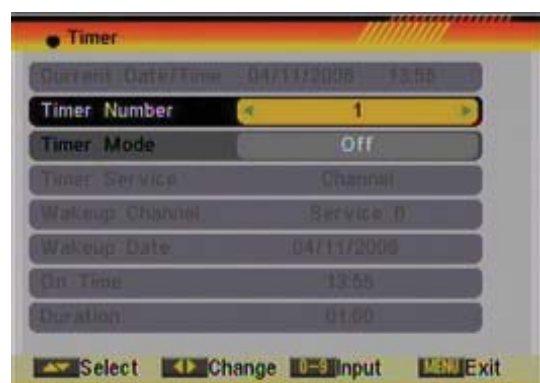 Timer
Current Date/Time 04/11/2008 13:55
Timer Number 1
Timer Mode Off
Timer Service Channel
Wakeup Channel Service 0
Wakeup Date 04/11/2008
On Time 13:55
Duration 01:00
Select Change 0-9 Input MENU Exit